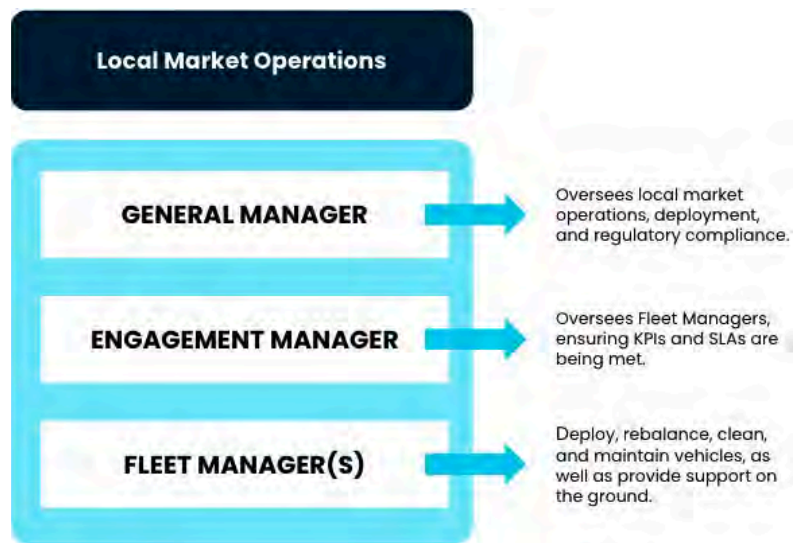 Local Market Operations
GENERAL MANAGER
Oversees local market
operations, deployment,
and regulatory compliance.
ENGAGEMENT MANAGER
Oversees Fleet Managers,
ensuring KPIs and SLAs are
being met.
FLEET MANAGER(S)
Deploy, rebalance, clean,
and maintain vehicles, as
well as provide support on
the ground.